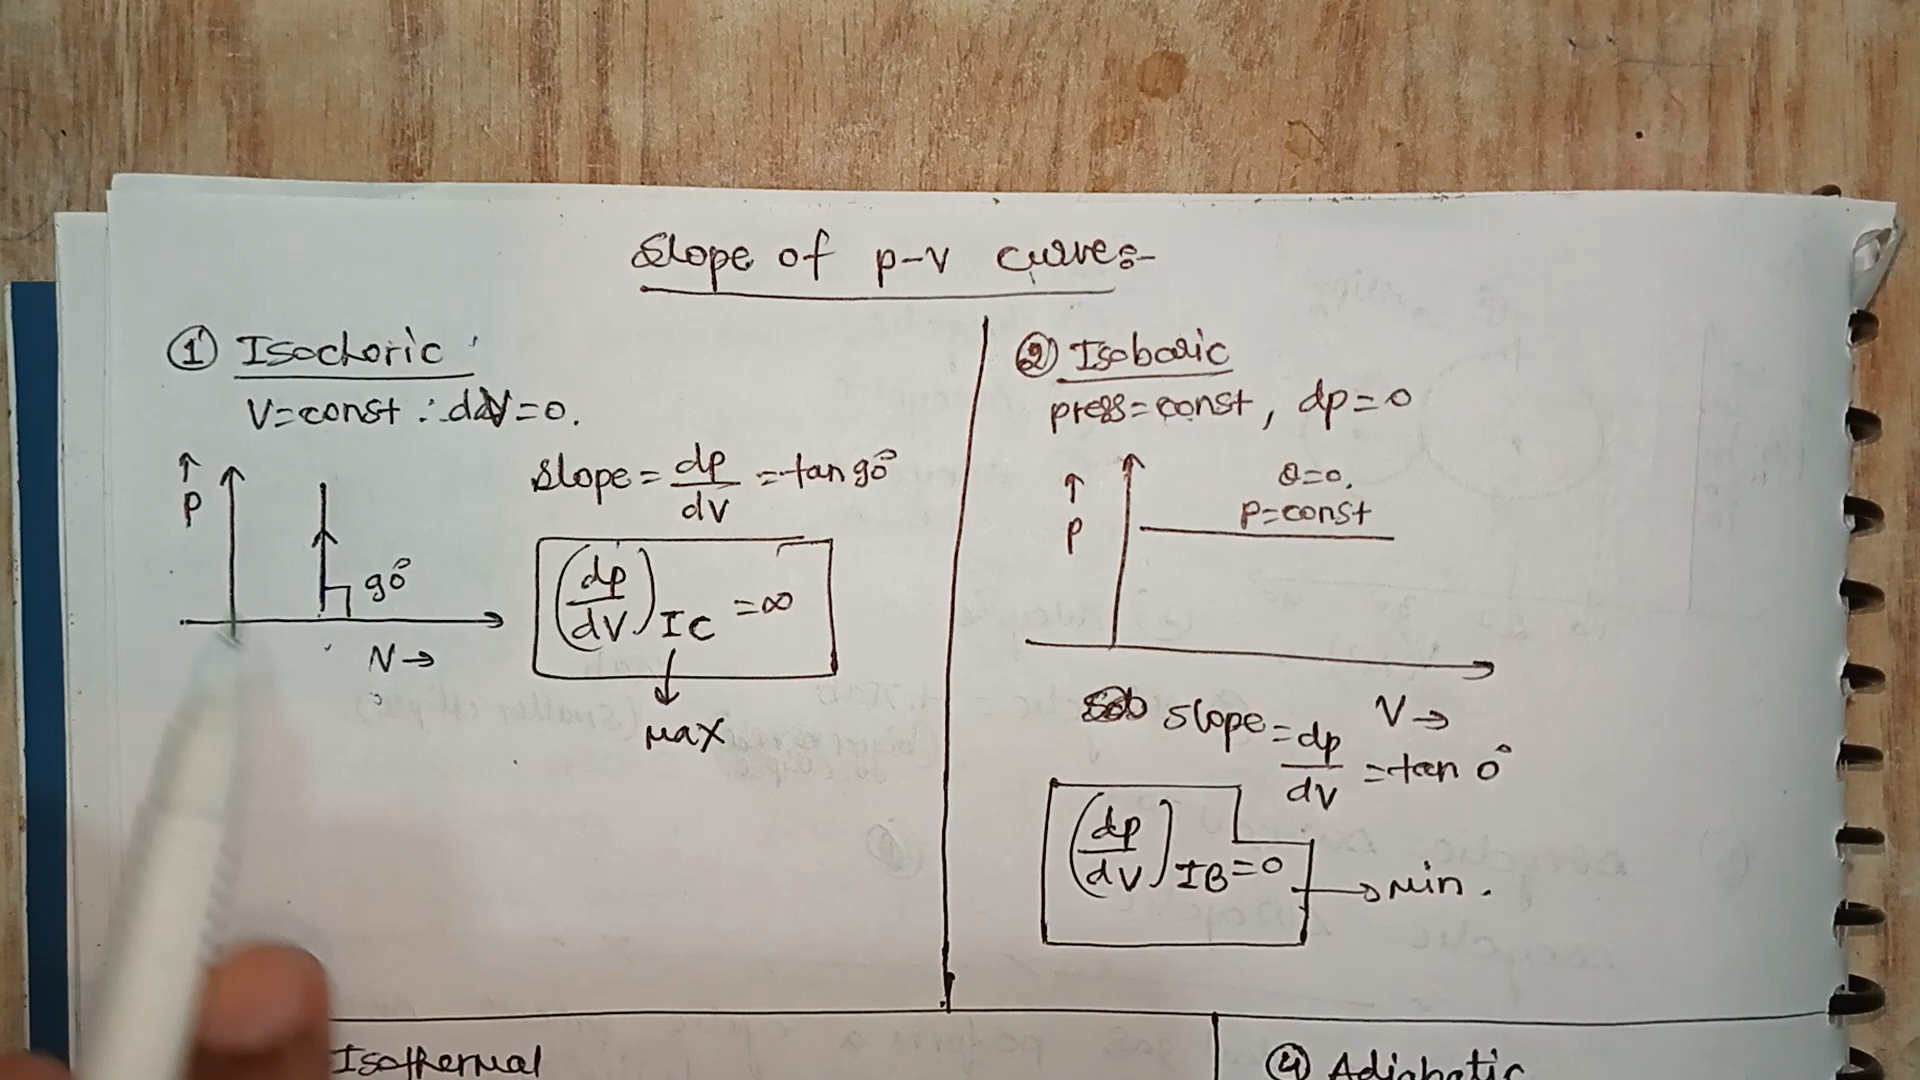 Slope of p-v curves:-
① Isochoric
V=const ∴ dV=0.
↑
P
90°
V→
slope = dp/dV = tan 90°
(dp/dV)IC = ∞
↓
Max
② Isobaric
press=const, dp=0
↑
P
θ=0.
P=const
V→
slope = dp/dV = tan 0°
(dp/dV)IB = 0 → Min.
Isothermal
④ Adiabatic